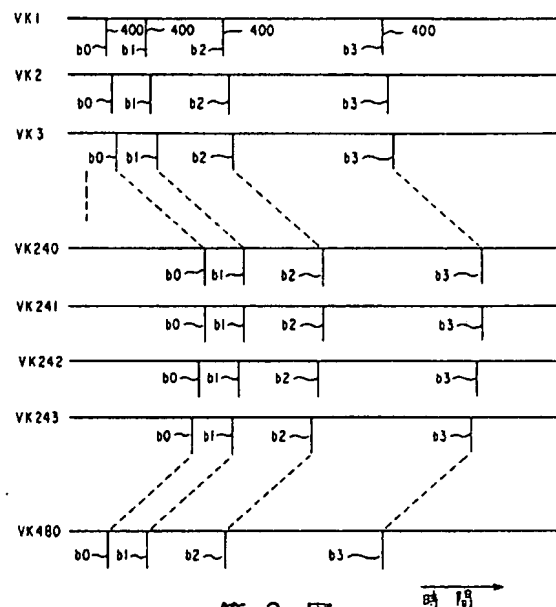 VK1
400 400 400 400
b0 b1 b2 b3
VK2
b0 b1 b2 b3
VK3
b0 b1 b2 b3
VK240
b0 b1 b2 b3
VK241
b0 b1 b2 b3
VK242
b0 b1 b2 b3
VK243
b0 b1 b2 b3
VK480
b0 b1 b2 b3
時 間